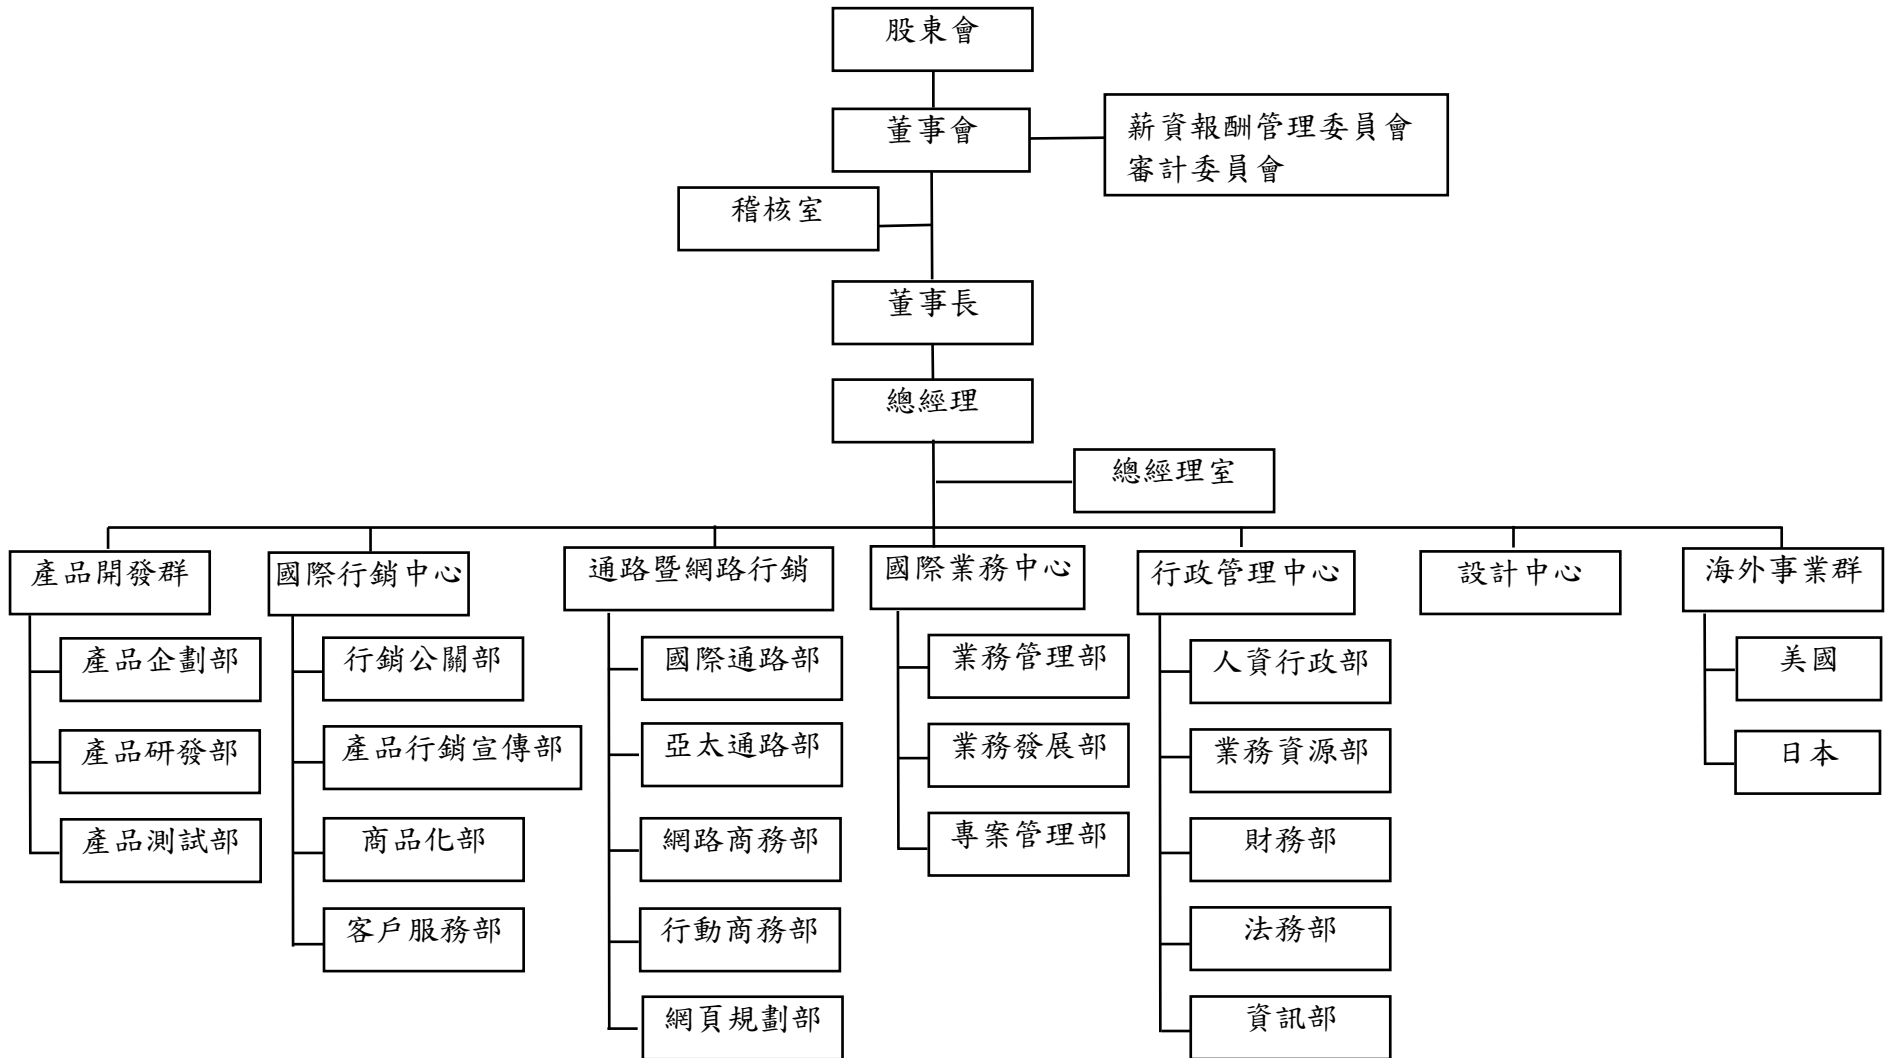 股東會
董事會
薪資報酬管理委員會
審計委員會
稽核室
董事長
總經理
總經理室
產品開發群
國際行銷中心
通路暨網路行銷
國際業務中心
行政管理中心
設計中心
海外事業群
產品企劃部
行銷公關部
國際通路部
業務管理部
人資行政部
美國
產品研發部
產品行銷宣傳部
亞太通路部
業務發展部
業務資源部
日本
產品測試部
商品化部
網路商務部
專案管理部
財務部
客戶服務部
行動商務部
法務部
網頁規劃部
資訊部